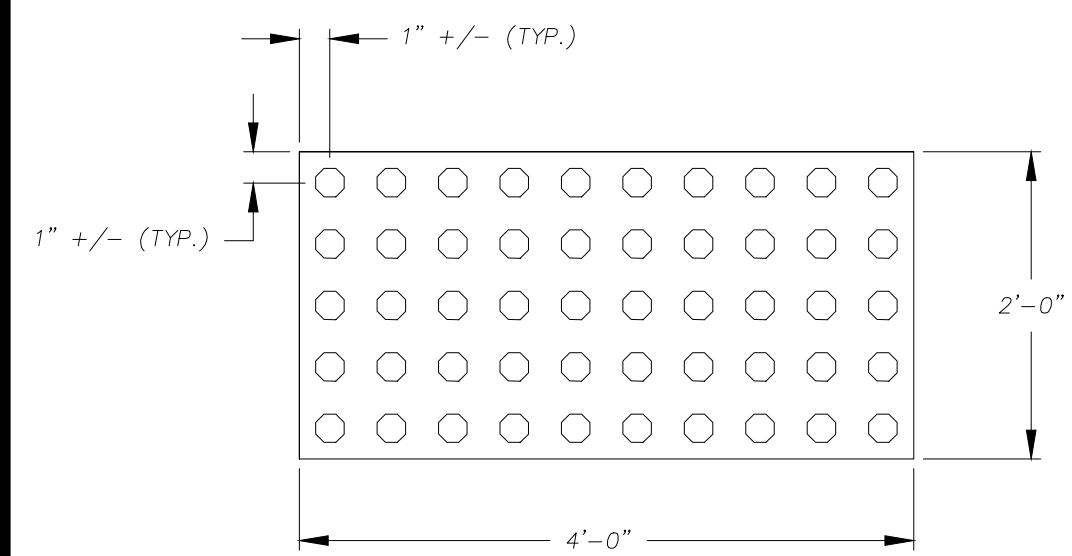 1" +/- (TYP.)
1" +/- (TYP.)
2'-0"
4'-0"